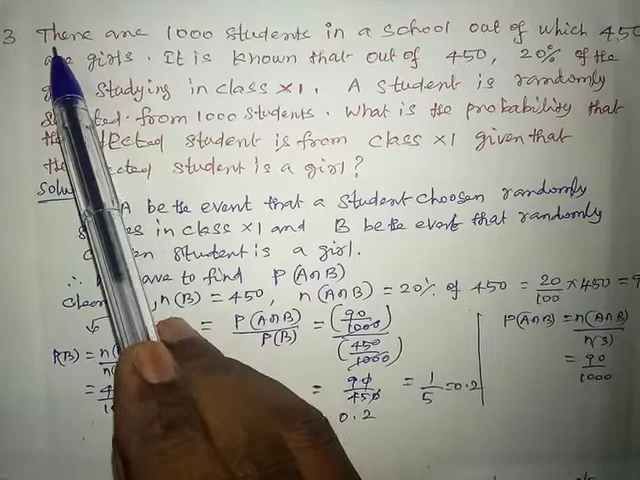 3 There are 1000 students in a school out of which 450
are girls. It is known that out of 450, 20% of the
studying in class x1. A student is randomly
from 1000 students. What is the probability that
student is from class x1 given that
student is a girl?
A be the event that a student choosen randomly
in class x1 and B be the event that randomly
student is a girl.
∴ to find P(A∩B)
n(B) = 450, n(A∩B) = 20% of 450 = 20/100 × 450 = 9
= P(A∩B)/P(B) = (90/1000)/(450/1000)
P(A∩B) = n(A∩B)/n(S)
P(B) =
= 90/1000
= 90/450 = 1/5 = 0.2
0.2